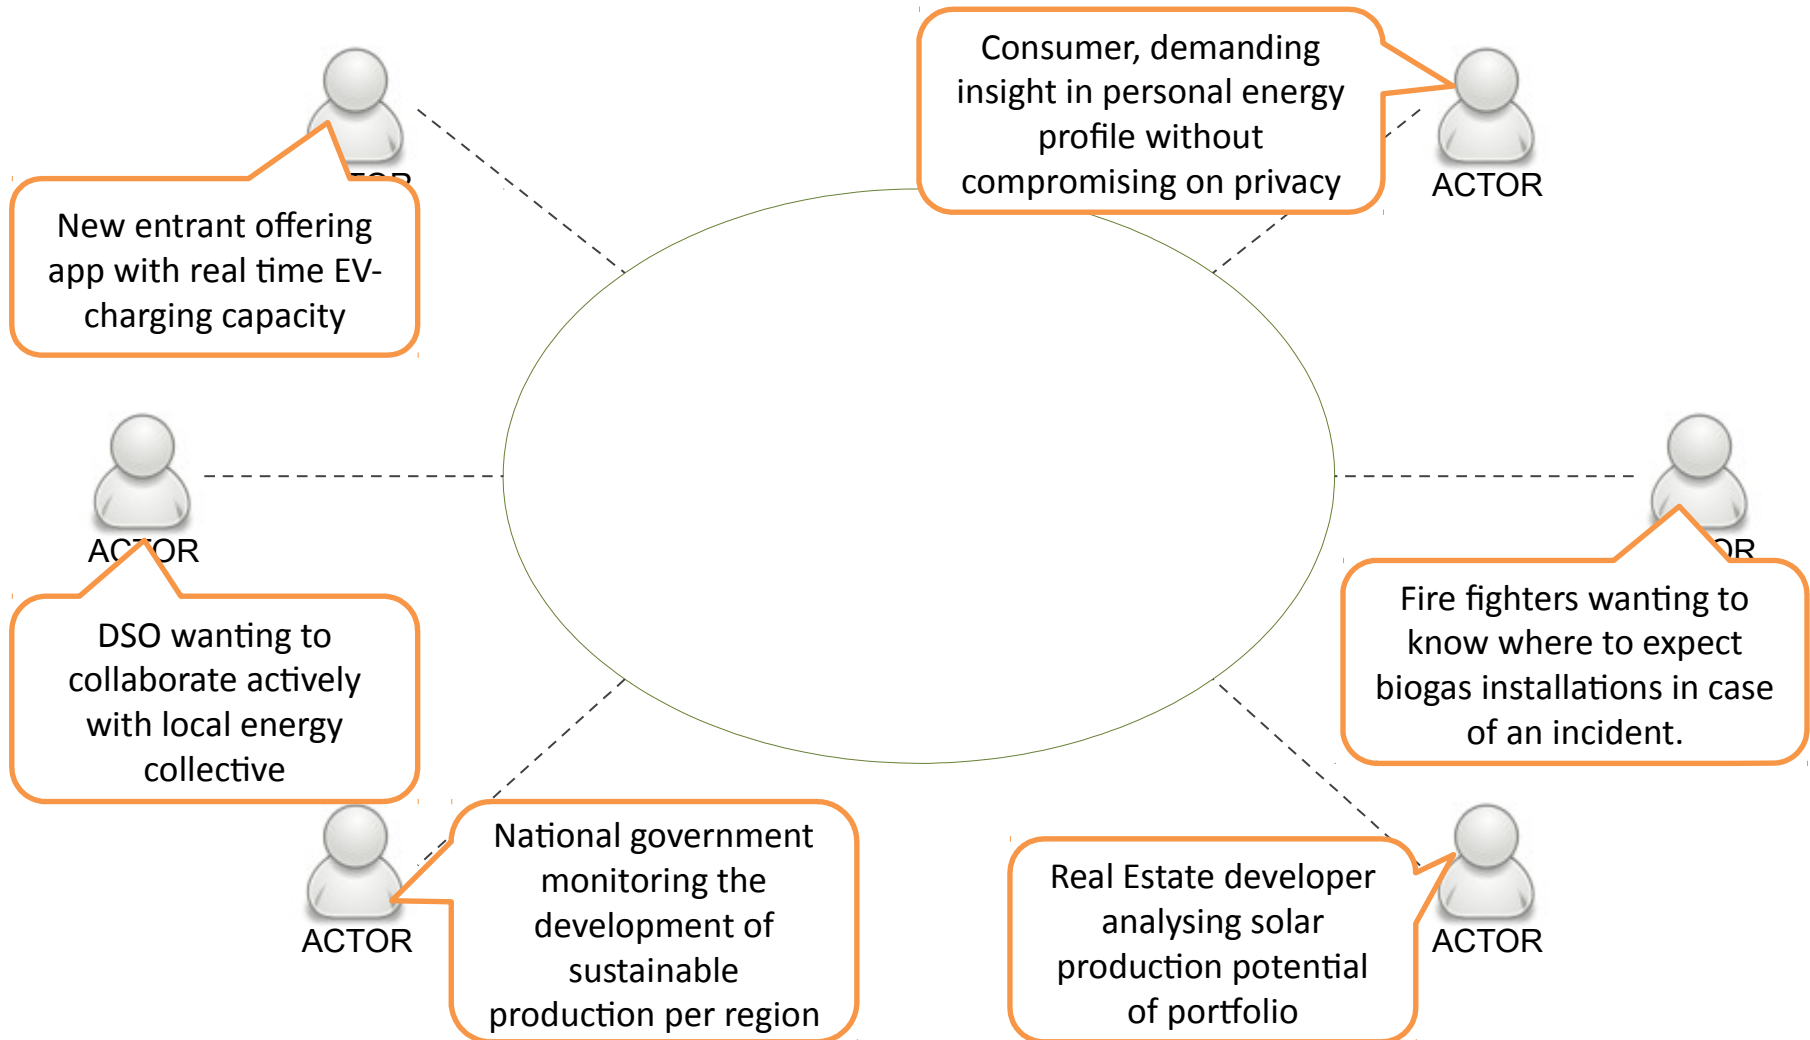 Consumer, demanding
insight in personal energy
profile without
compromising on privacy
ACTOR
New entrant offering
app with real time EV-
charging capacity
ACTOR
DSO wanting to
collaborate actively
with local energy
collective
Fire fighters wanting to
know where to expect
biogas installations in case
of an incident.
National government
monitoring the
development of
sustainable
production per region
ACTOR
Real Estate developer
analysing solar
production potential
of portfolio
ACTOR